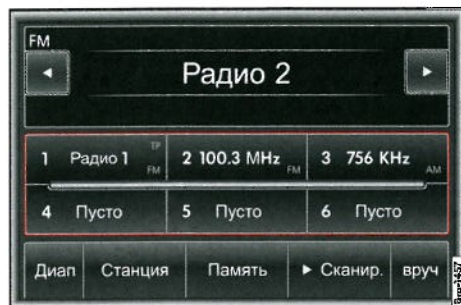 FM
Радио 2
1 Радио 1 TP FM 2 100.3 MHz FM 3 756 KHz AM
4 Пусто 5 Пусто 6 Пусто
Диап Станция Память ▶ Сканир. вруч